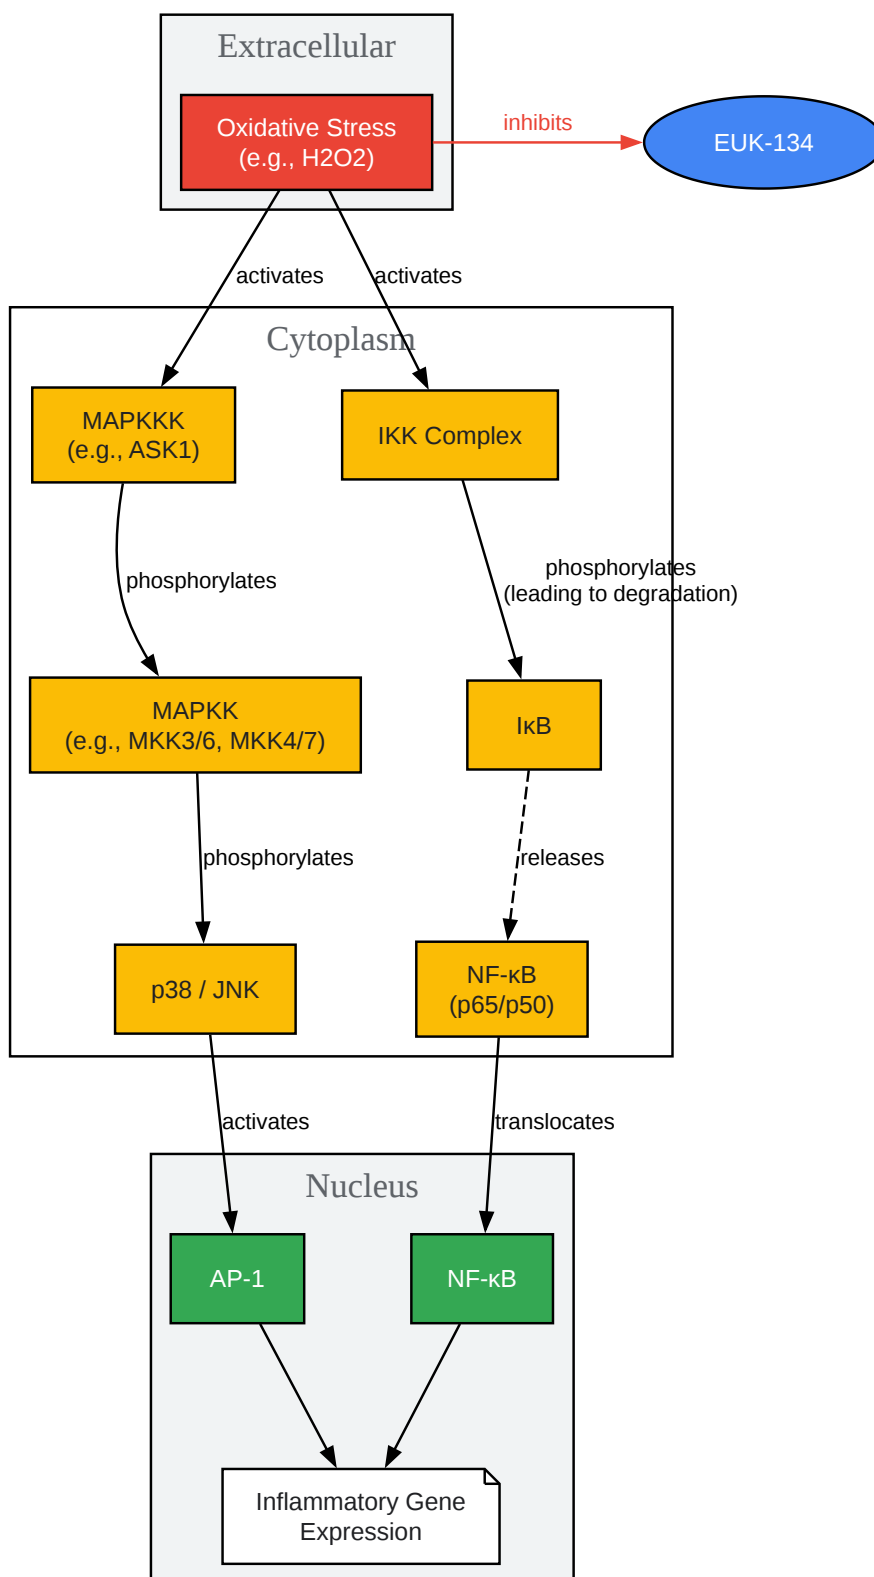 Extracellular
Oxidative Stress
(e.g., H2O2)
inhibits
EUK-134
activates
activates
Cytoplasm
MAPKKK
(e.g., ASK1)
IKK Complex
phosphorylates
phosphorylates
(leading to degradation)
MAPKK
(e.g., MKK3/6, MKK4/7)
IκB
phosphorylates
releases
p38 / JNK
NF-κB
(p65/p50)
activates
translocates
Nucleus
AP-1
NF-κB
Inflammatory Gene
Expression